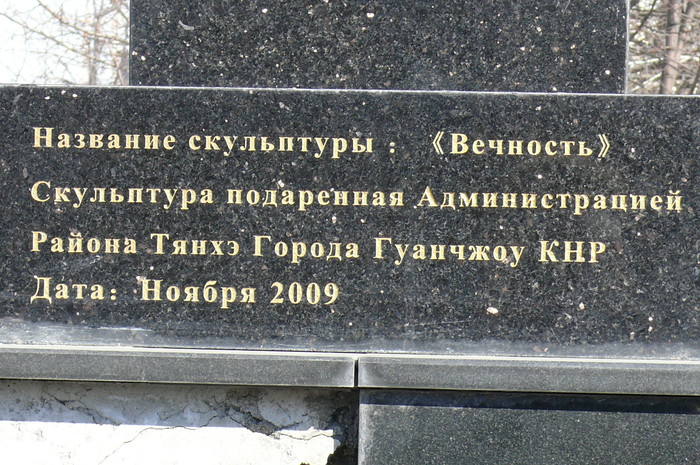 Название скульптуры : 《Вечность》
Скульптура подаренная Администрацией
Района Тянхэ Города Гуанчжоу КНР
Дата: Ноября 2009